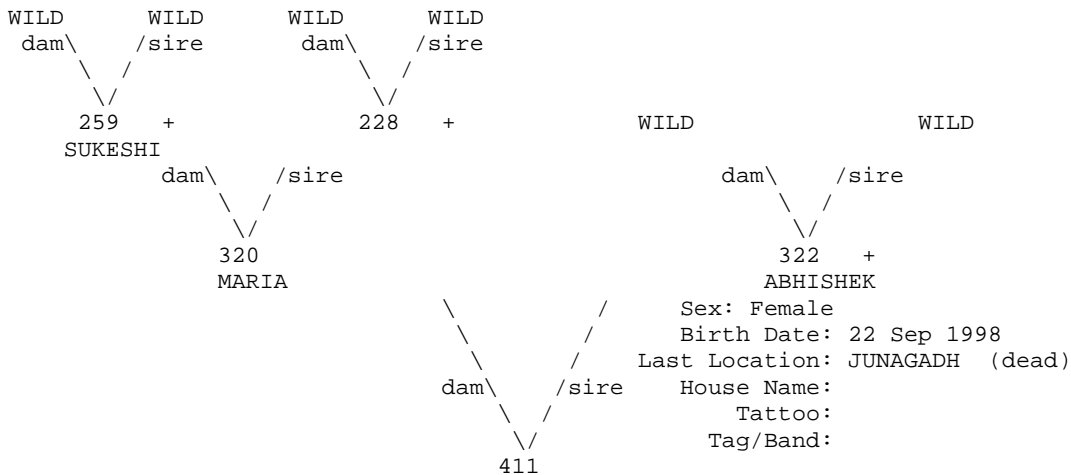 WILD WILD WILD WILD
dam\ /sire dam\ /sire
\ / \ /
\/ \/
259 + 228 + WILD WILD
SUKESHI
dam\ /sire dam\ /sire
\ / \ /
\/ \/
320 322 +
MARIA ABHISHEK
\ / Sex: Female
\ / Birth Date: 22 Sep 1998
\ / Last Location: JUNAGADH (dead)
dam\ /sire House Name:
\ / Tattoo:
\/ Tag/Band:
411